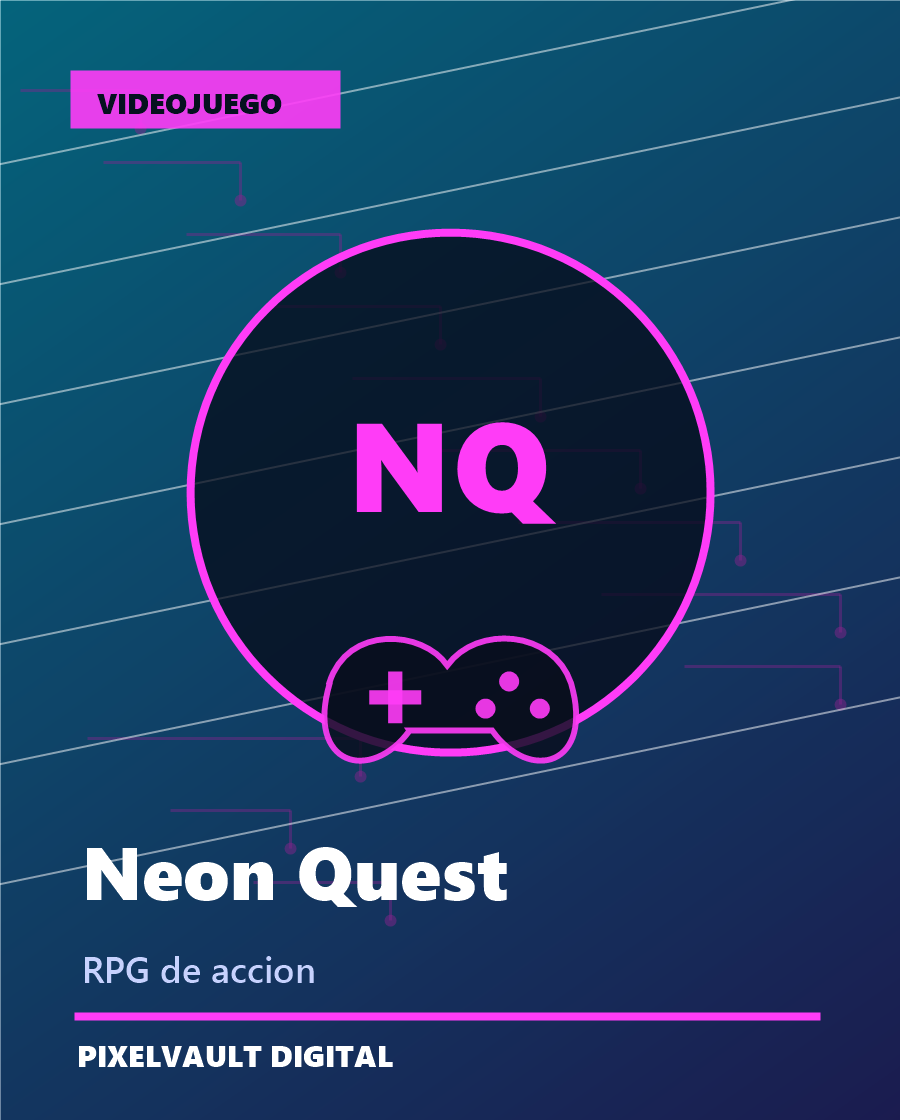 VIDEOJUEGO
NQ
Neon Quest
RPG de accion
PIXELVAULT DIGITAL